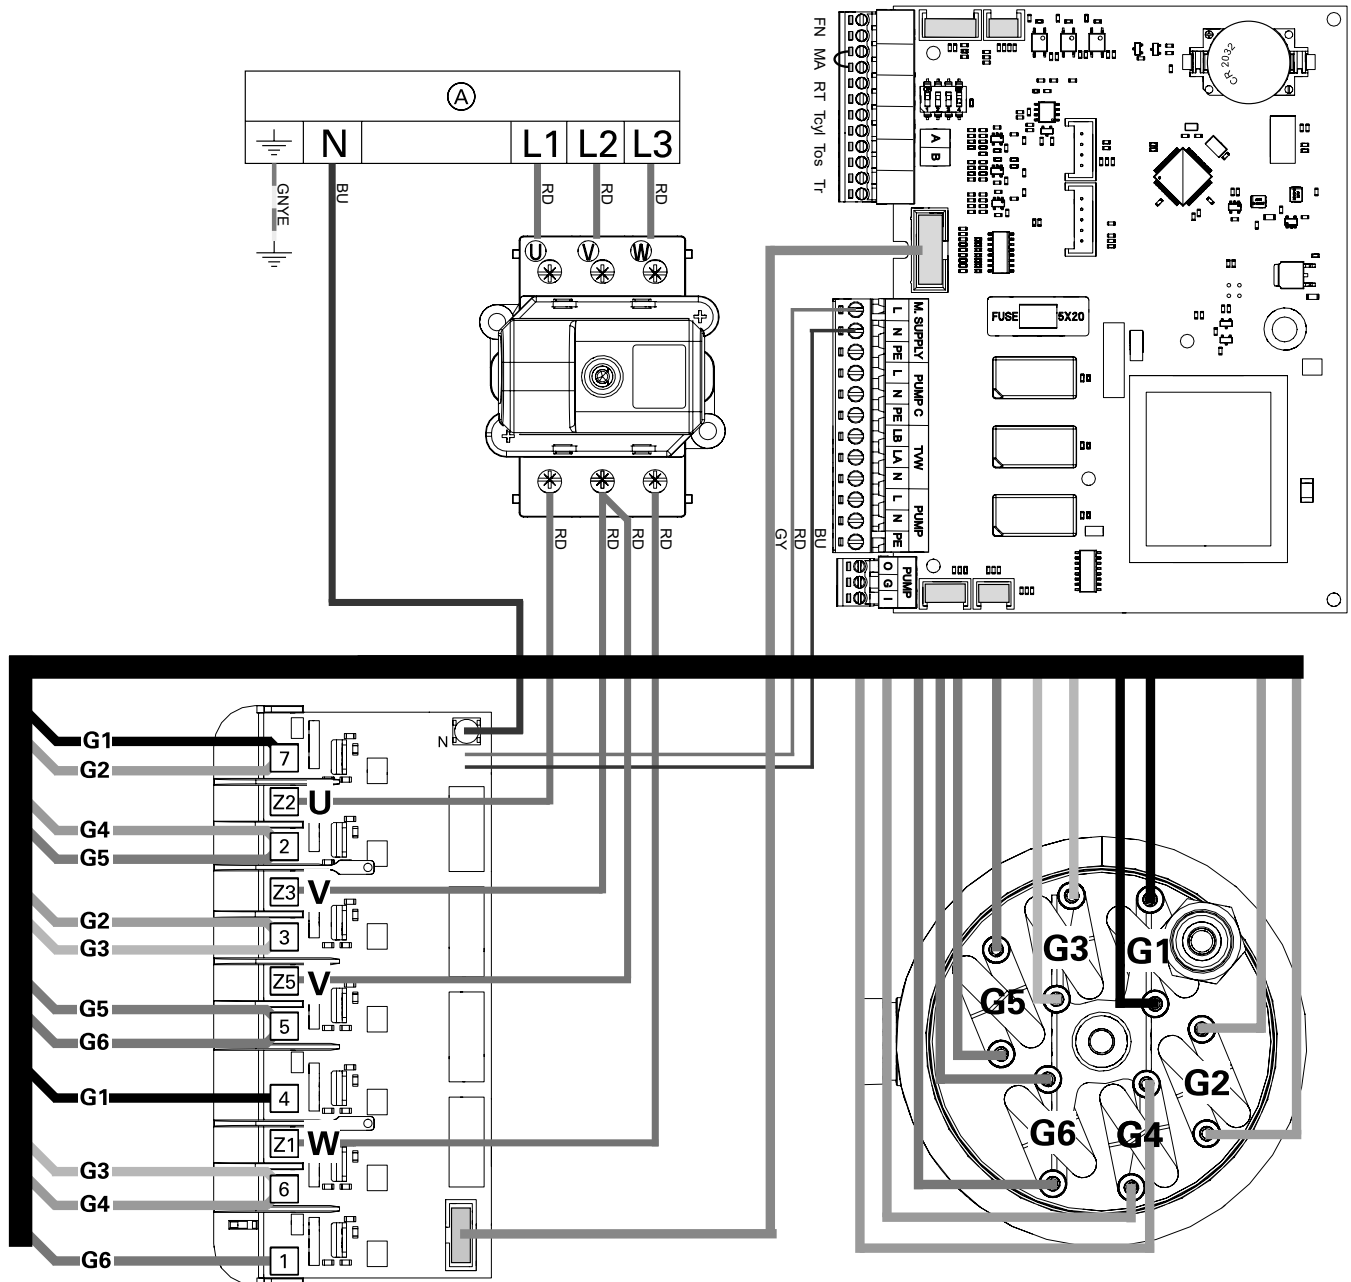 A
N
L1
L2
L3
GNYE
BU
RD
RD
RD
U
V
W
RD
RD
RD
RD
FN
MA
RT
Tcyl
Tos
Tr
A
B
CR 2032
FUSE
5X20
L
N
PE
M. SUPPLY
L
N
PE
PUMP C
LB
LA
N
TVW
L
N
PE
PUMP
O
G
I
PUMP
GY
RD
BU
N
G1
G2
7
Z2
U
G4
G5
2
Z3
V
G2
G3
3
Z5
V
G5
G6
5
G1
4
Z1
W
G3
G4
6
G6
1
G3
G1
G5
G2
G6
G4